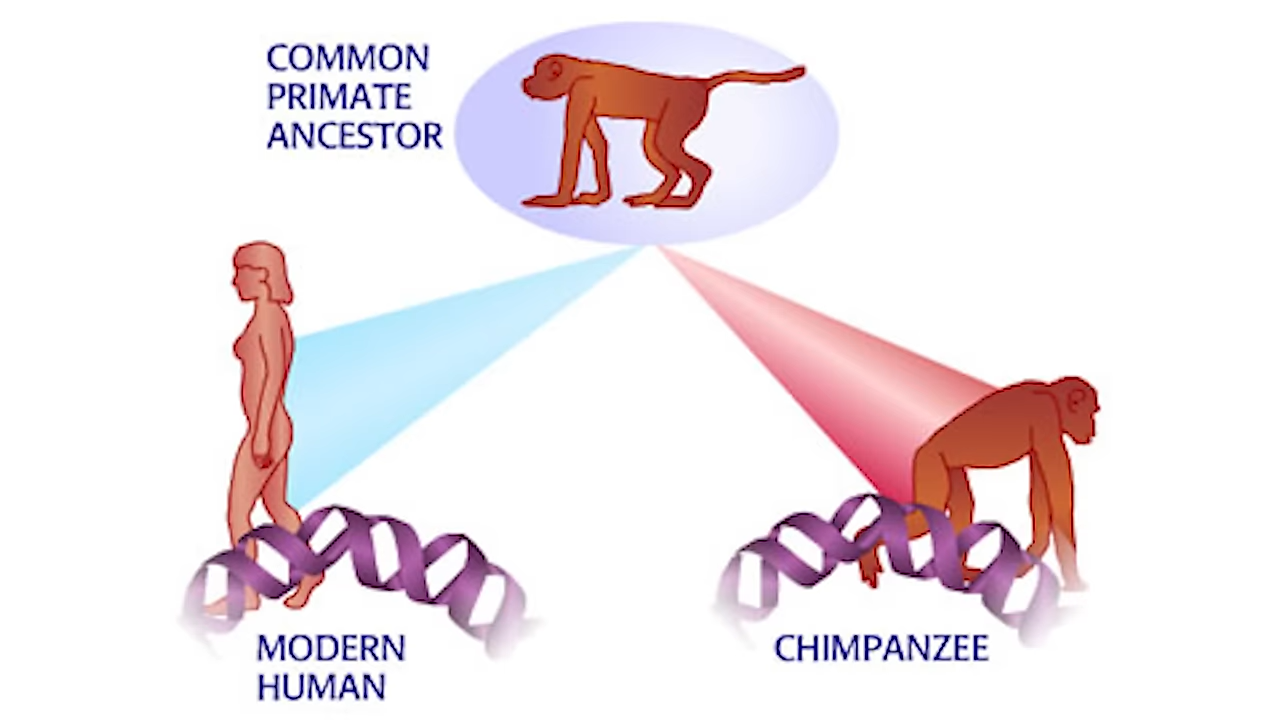 COMMON
PRIMATE
ANCESTOR
MODERN
HUMAN
CHIMPANZEE